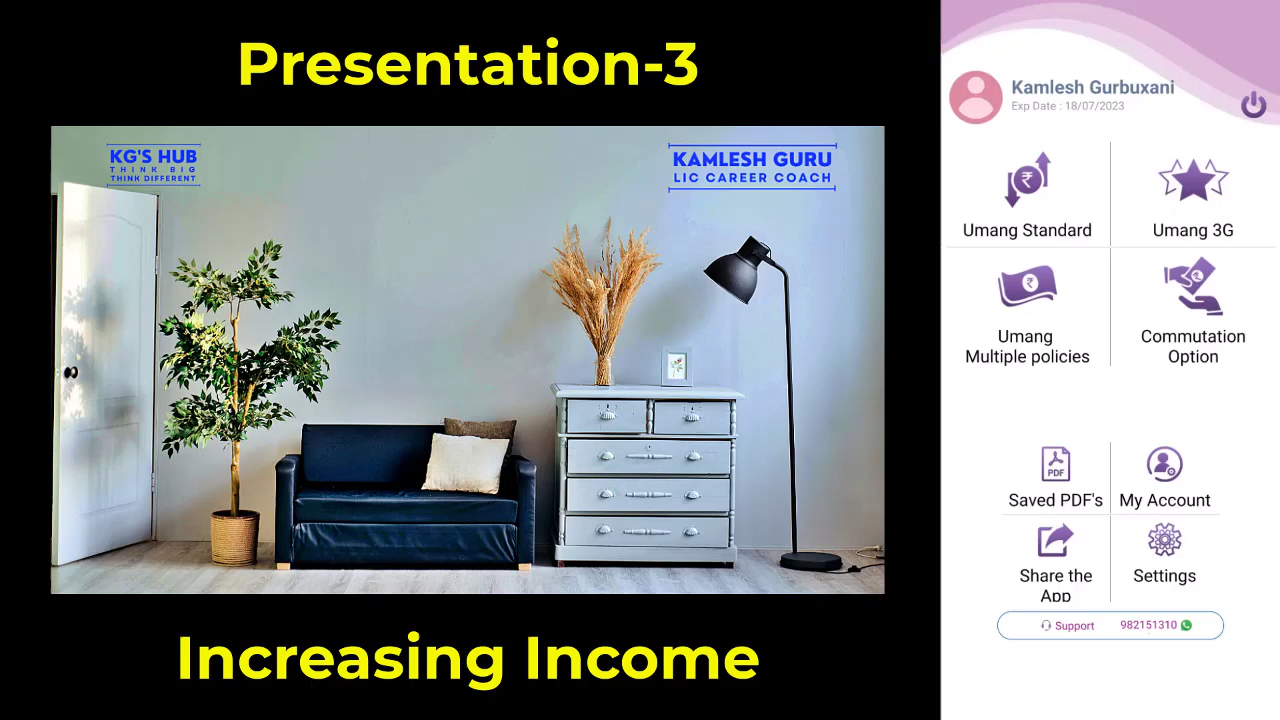 Presentation-3
KG'S HUB
THINK BIG
THINK DIFFERENT
KAMLESH GURU
LIC CAREER COACH
Increasing Income
Kamlesh Gurbuxani
Exp Date : 18/07/2023
Umang Standard
Umang 3G
Umang
Multiple policies
Commutation
Option
PDF
Saved PDF's
My Account
Share the
App
Settings
Support
982151310